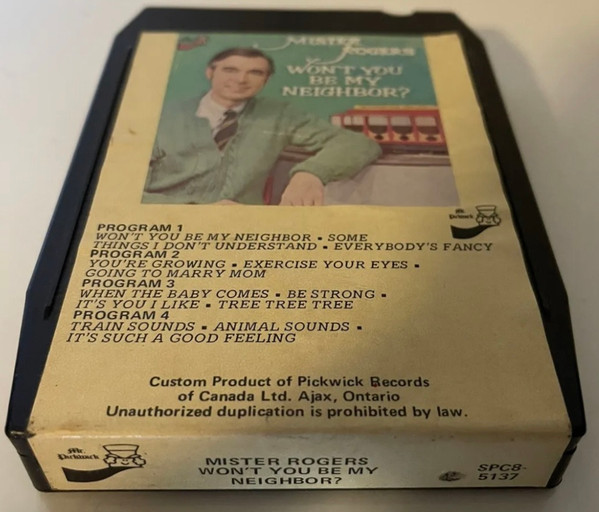 MISTER
ROGERS
WON'T YOU
BE MY
NEIGHBOR?
Mr.
Pickwick
PROGRAM 1
WON'T YOU BE MY NEIGHBOR • SOME
THINGS I DON'T UNDERSTAND • EVERYBODY'S FANCY
PROGRAM 2
YOU'RE GROWING • EXERCISE YOUR EYES •
GOING TO MARRY MOM
PROGRAM 3
WHEN THE BABY COMES • BE STRONG •
IT'S YOU I LIKE • TREE TREE TREE
PROGRAM 4
TRAIN SOUNDS • ANIMAL SOUNDS •
IT'S SUCH A GOOD FEELING
Custom Product of Pickwick Records
of Canada Ltd. Ajax, Ontario
Unauthorized duplication is prohibited by law.
Mr.
Pickwick
MISTER ROGERS
WON'T YOU BE MY
NEIGHBOR?
SPC8-
5137